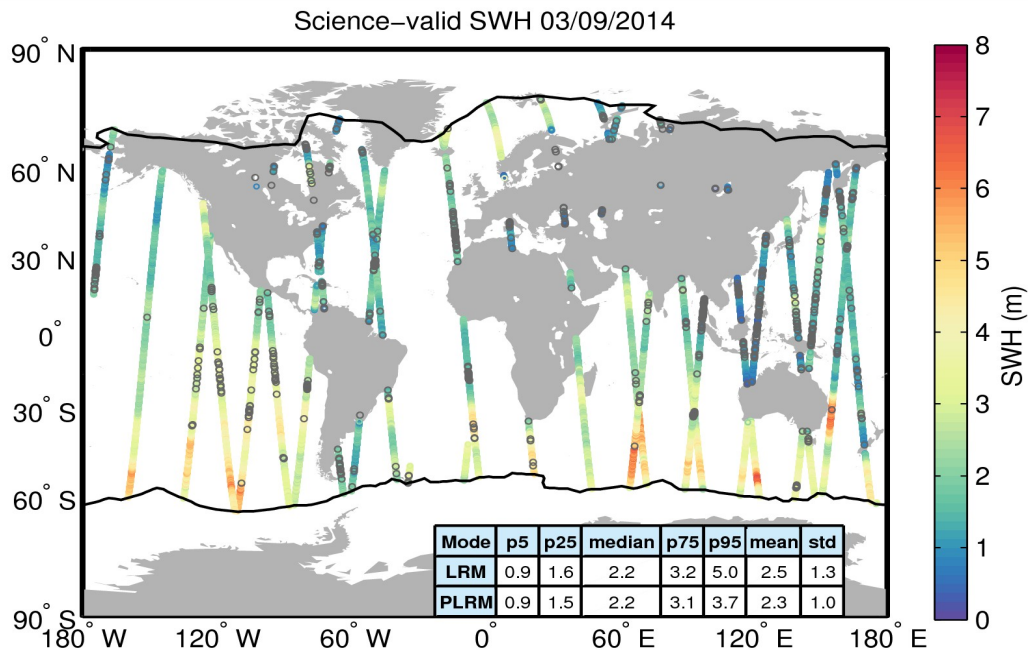 Science−valid SWH 03/09/2014
90° N
60° N
30° N
0°
30° S
60° S
90° S
180° W
120° W
60° W
0°
60° E
120° E
180° E
Mode p5 p25 median p75 p95 mean std
LRM 0.9 1.6 2.2 3.2 5.0 2.5 1.3
PLRM 0.9 1.5 2.2 3.1 3.7 2.3 1.0
8
7
6
5
4
3
2
1
0
SWH (m)